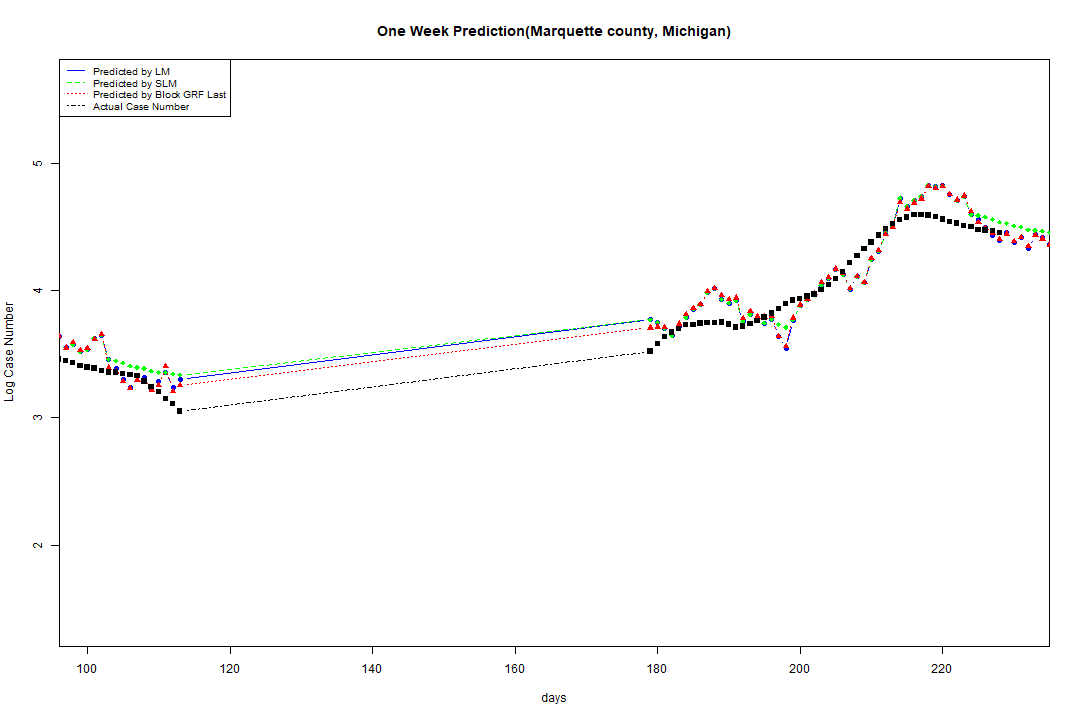 One Week Prediction(Marquette county, Michigan)
Predicted by LM
Predicted by SLM
Predicted by Block GRF Last
Actual Case Number
Log Case Number
5
4
3
2
100 120 140 160 180 200 220
days